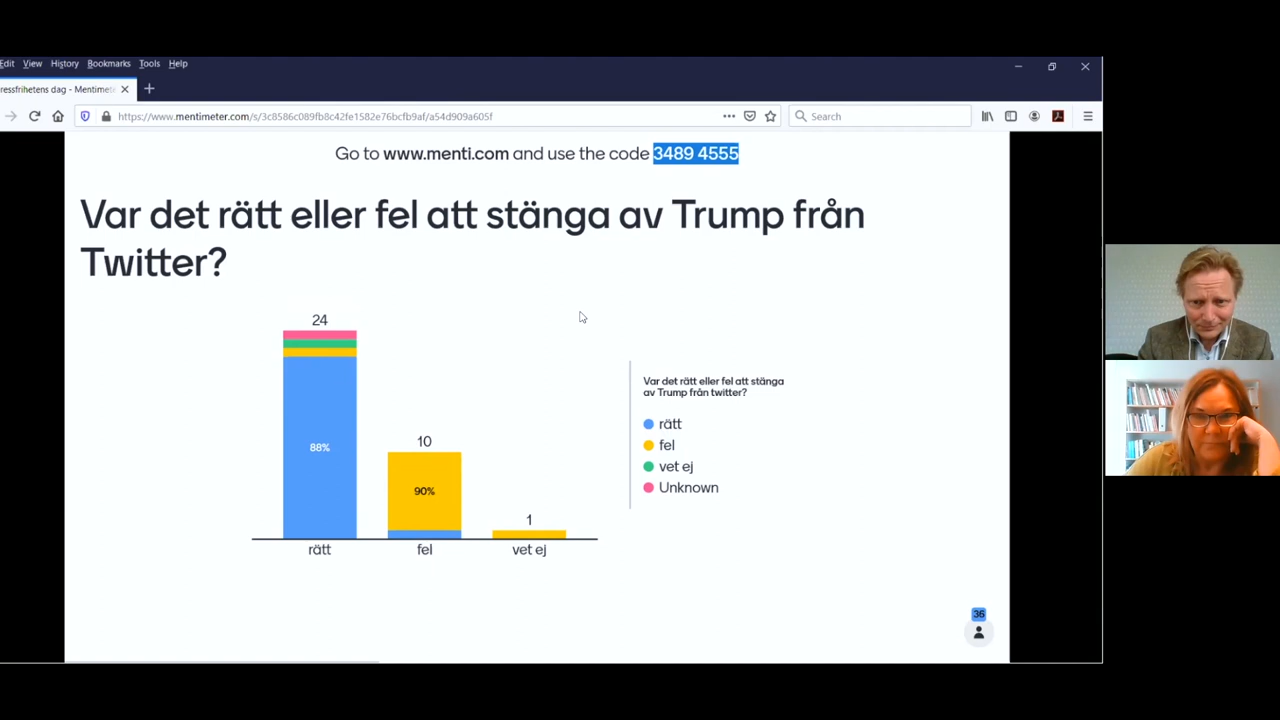 Edit View History Bookmarks Tools Help
ressfrihetens dag - Mentimete
https://www.mentimeter.com/s/3c8586c089fb8c42fe1582e76bcfb9af/a54d909a605f
Search
Go to www.menti.com and use the code 3489 4555
Var det rätt eller fel att stänga av Trump från
Twitter?
24
88%
10
90%
1
rätt fel vet ej
Var det rätt eller fel att stänga
av Trump från twitter?
rätt
fel
vet ej
Unknown
36